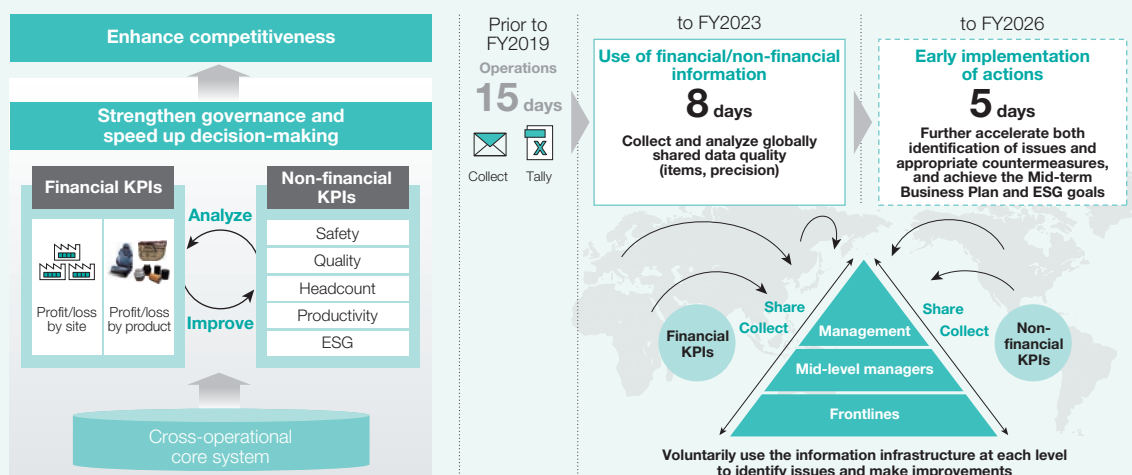 Enhance competitiveness
Strengthen governance and
speed up decision-making
Financial KPIs
Profit/loss
by site
Profit/loss
by product
Analyze
Improve
Non-financial
KPIs
Safety
Quality
Headcount
Productivity
ESG
Cross-operational
core system
Prior to
FY2019
Operations
15 days
X
Collect
Tally
to FY2023
Use of financial/non-financial
information
8 days
Collect and analyze globally
shared data quality
(items, precision)
to FY2026
Early implementation
of actions
5 days
Further accelerate both
identification of issues and
appropriate countermeasures,
and achieve the Mid-term
Business Plan and ESG goals
Financial
KPIs
Share
Collect
Management
Mid-level managers
Frontlines
Share
Collect
Non-
financial
KPIs
Voluntarily use the information infrastructure at each level
to identify issues and make improvements